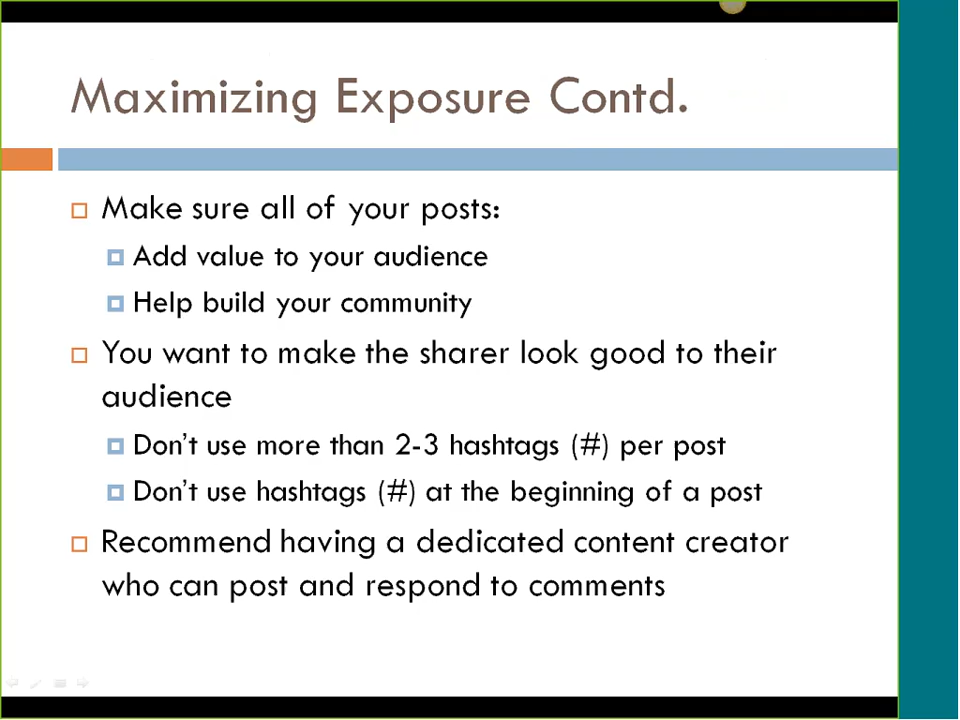 Maximizing Exposure Contd.
Make sure all of your posts:
Add value to your audience
Help build your community
You want to make the sharer look good to their
audience
Don't use more than 2-3 hashtags (#) per post
Don't use hashtags (#) at the beginning of a post
Recommend having a dedicated content creator
who can post and respond to comments